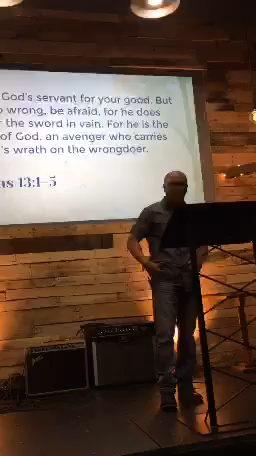 God's servant for your good. But
wrong, be afraid, for he does
the sword in vain. For he is the
of God, an avenger who carries
's wrath on the wrongdoer.
13:1-5